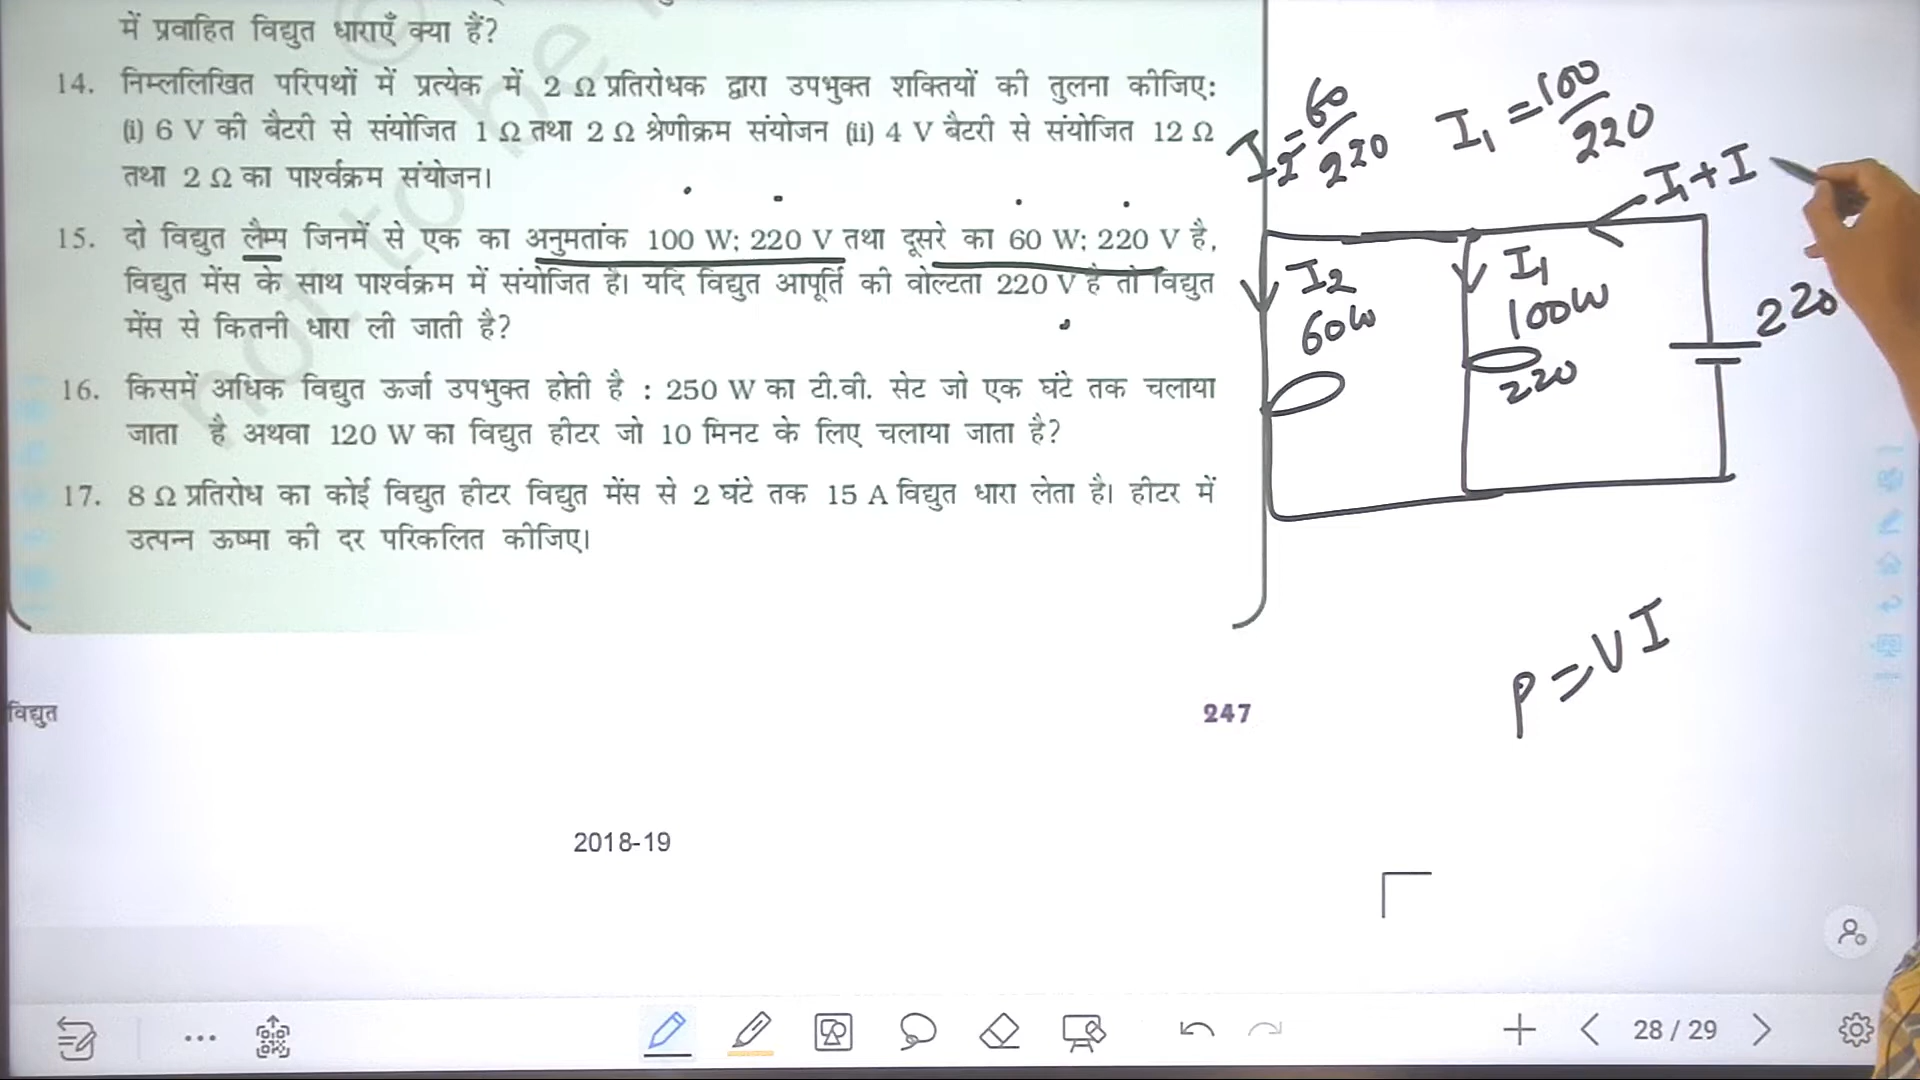 में प्रवाहित विद्युत धाराएँ क्या हैं?
14. निम्नलिखित परिपथों में प्रत्येक में 2 Ω प्रतिरोधक द्वारा उपभुक्त शक्तियों की तुलना कीजिए:
(i) 6 V की बैटरी से संयोजित 1 Ω तथा 2 Ω श्रेणीक्रम संयोजन (ii) 4 V बैटरी से संयोजित 12 Ω
तथा 2 Ω का पार्श्वक्रम संयोजन।
15. दो विद्युत लैम्प जिनमें से एक का अनुमतांक 100 W; 220 V तथा दूसरे का 60 W; 220 V है,
विद्युत मेंस के साथ पार्श्वक्रम में संयोजित है। यदि विद्युत आपूर्ति की वोल्टता 220 V है तो विद्युत
मेंस से कितनी धारा ली जाती है?
16. किसमें अधिक विद्युत ऊर्जा उपभुक्त होती है : 250 W का टी.वी. सेट जो एक घंटे तक चलाया
जाता है अथवा 120 W का विद्युत हीटर जो 10 मिनट के लिए चलाया जाता है?
17. 8 Ω प्रतिरोध का कोई विद्युत हीटर विद्युत मेंस से 2 घंटे तक 15 A विद्युत धारा लेता है। हीटर में
उत्पन्न ऊष्मा की दर परिकलित कीजिए।
विद्युत
247
2018-19
not to be
©
I2 = 60/220
I1 = 100/220
I1 + I
I2
60W
I1
100W
220
220
P = VI
28 / 29